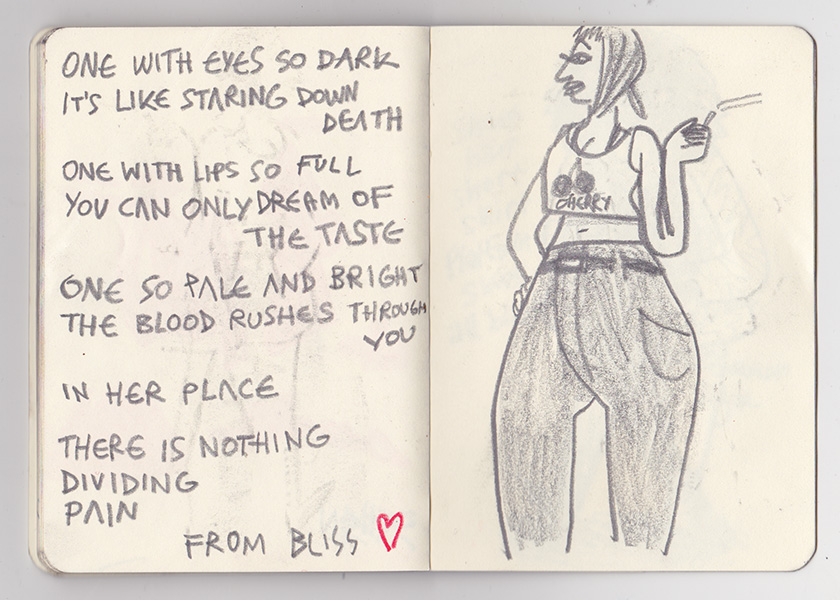 ONE WITH EYES SO DARK
IT'S LIKE STARING DOWN
DEATH
ONE WITH LIPS SO FULL
YOU CAN ONLY DREAM OF
THE TASTE
ONE SO PALE AND BRIGHT
THE BLOOD RUSHES THROUGH
YOU
IN HER PLACE
THERE IS NOTHING
DIVIDING
PAIN
FROM BLISS
CHERRY